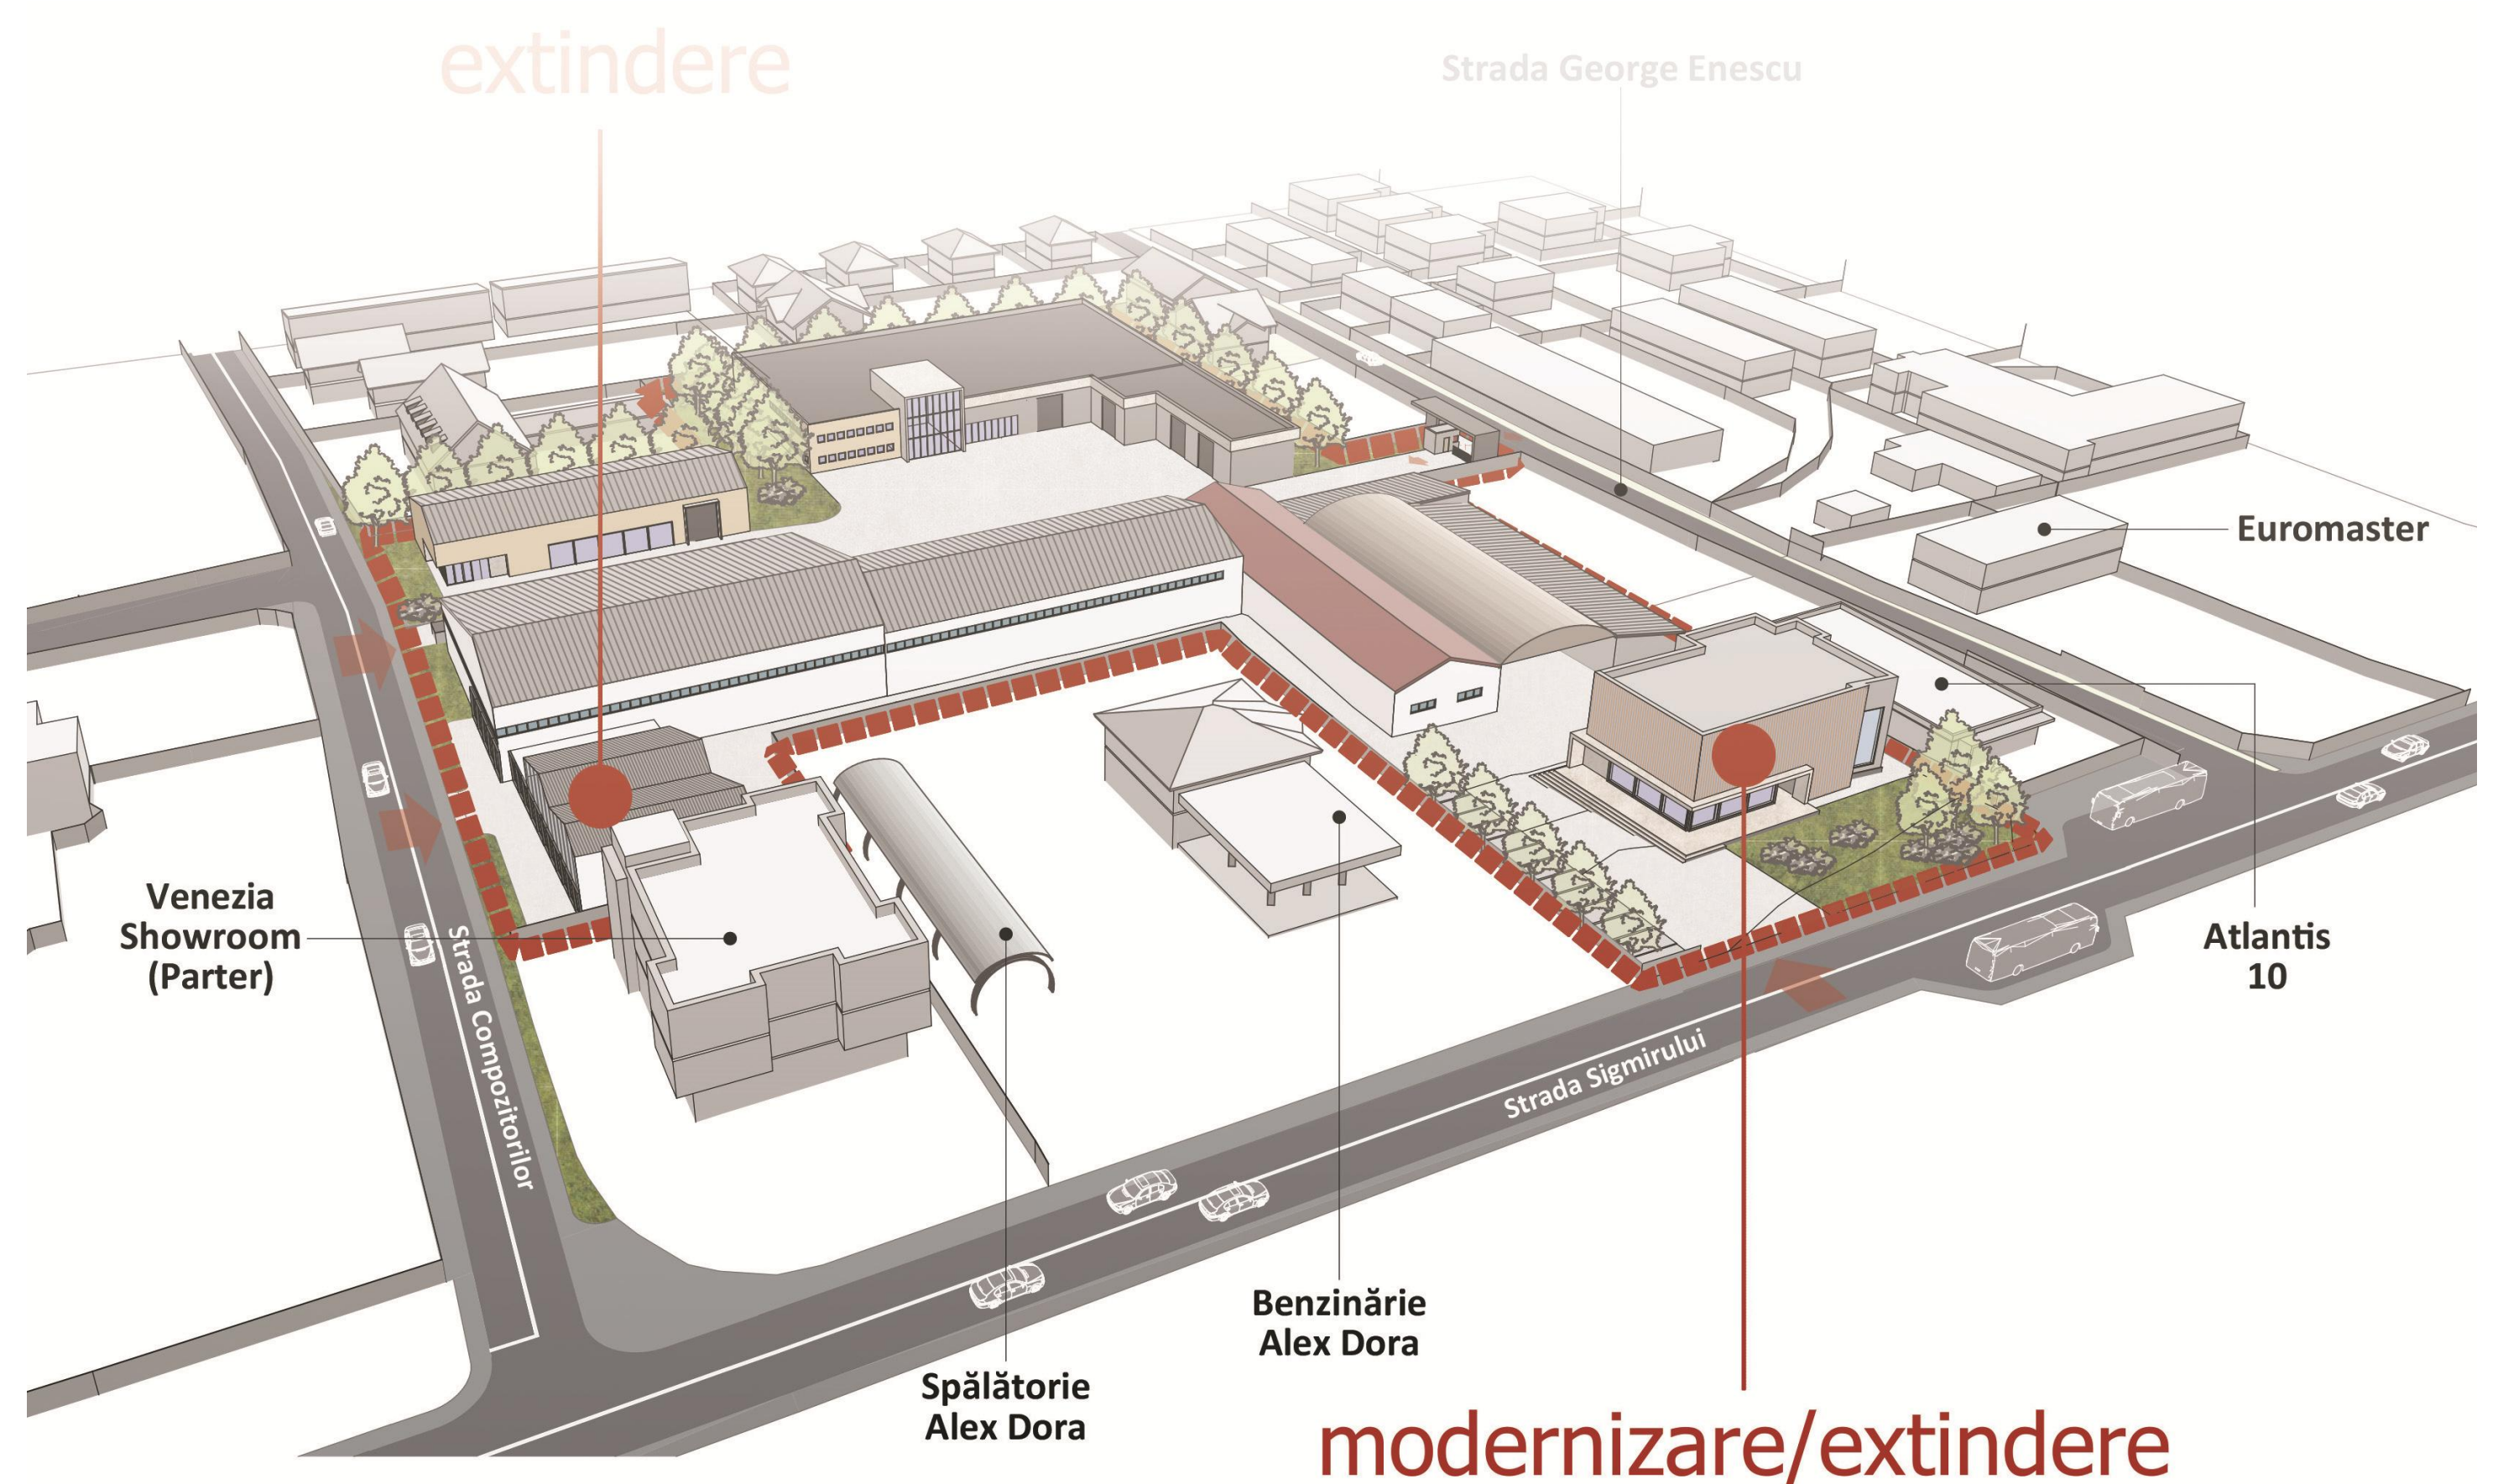 extindere
Strada George Enescu
Euromaster
Venezia
Showroom
(Parter)
Strada Compozitorilor
Atlantis
10
Strada Sigmirului
Benzinărie
Alex Dora
Spălătorie
Alex Dora
modernizare/extindere